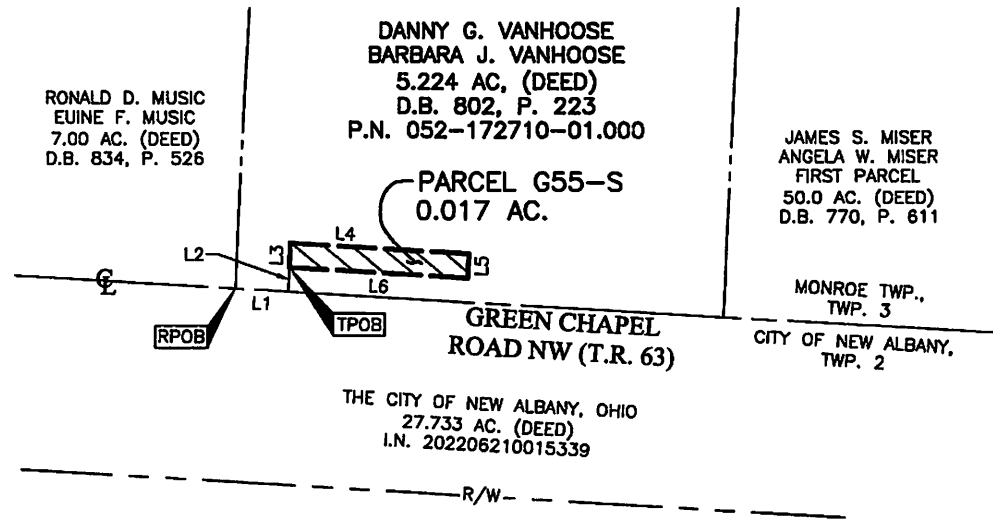 DANNY G. VANHOOSE
BARBARA J. VANHOOSE
5.224 AC, (DEED)
D.B. 802, P. 223
P.N. 052-172710-01.000
RONALD D. MUSIC
EUINE F. MUSIC
7.00 AC. (DEED)
D.B. 834, P. 526
JAMES S. MISER
ANGELA W. MISER
FIRST PARCEL
50.0 AC. (DEED)
D.B. 770, P. 611
PARCEL G55-S
0.017 AC.
L4
L3
L2
L5
L6
L1
CL
RPOB
TPOB
MONROE TWP.,
TWP. 3
GREEN CHAPEL
ROAD NW (T.R. 63)
CITY OF NEW ALBANY,
TWP. 2
THE CITY OF NEW ALBANY, OHIO
27.733 AC. (DEED)
I.N. 202206210015339
R/W